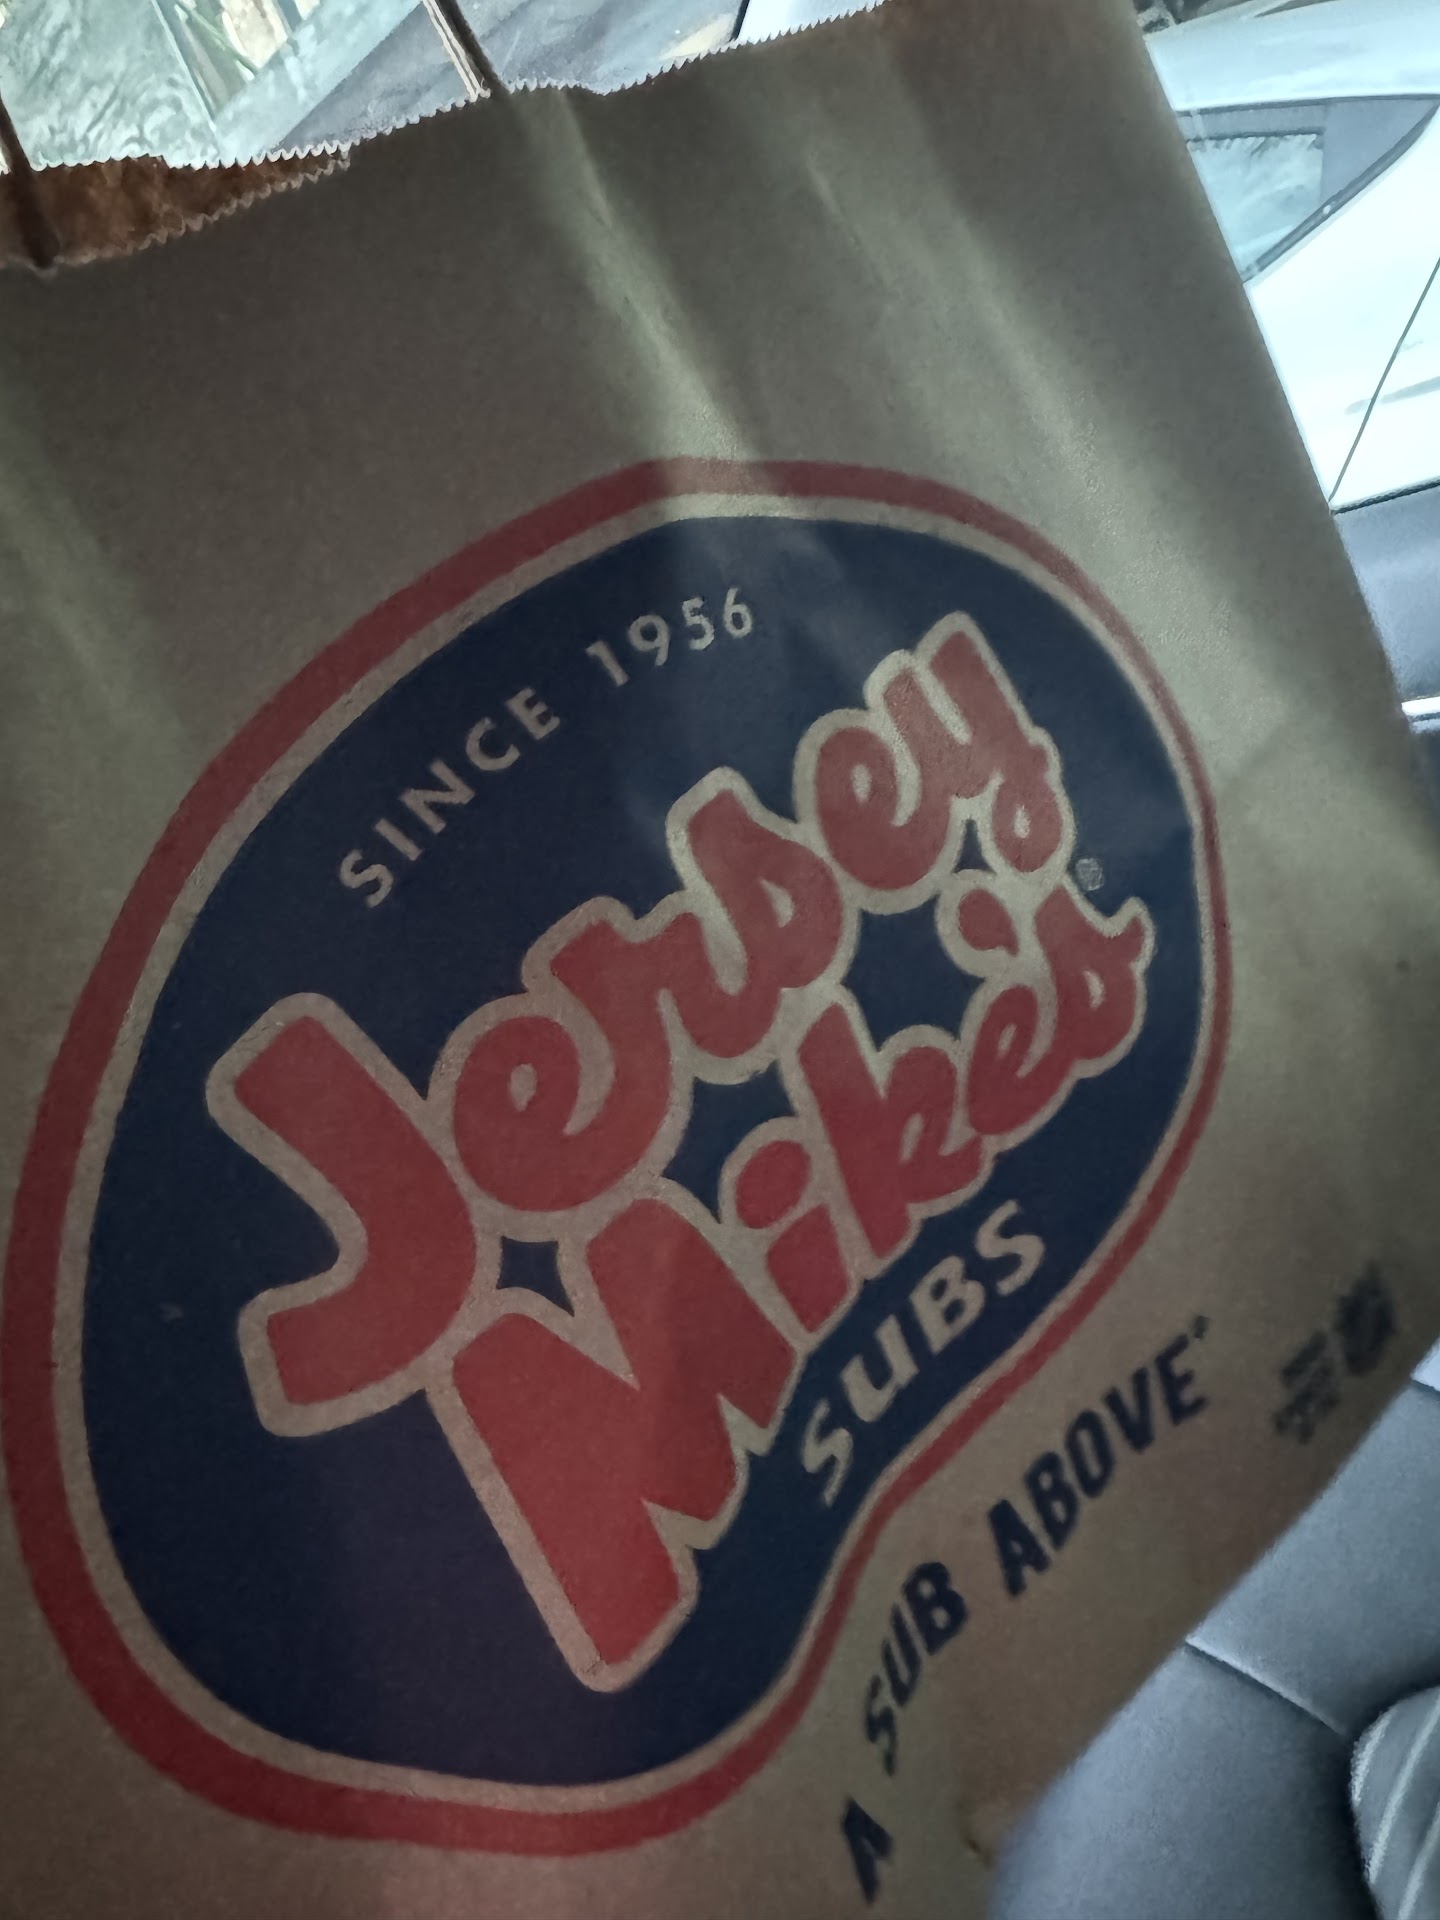 SINCE 1956
Jersey
Mike's®
SUBS
A SUB ABOVE